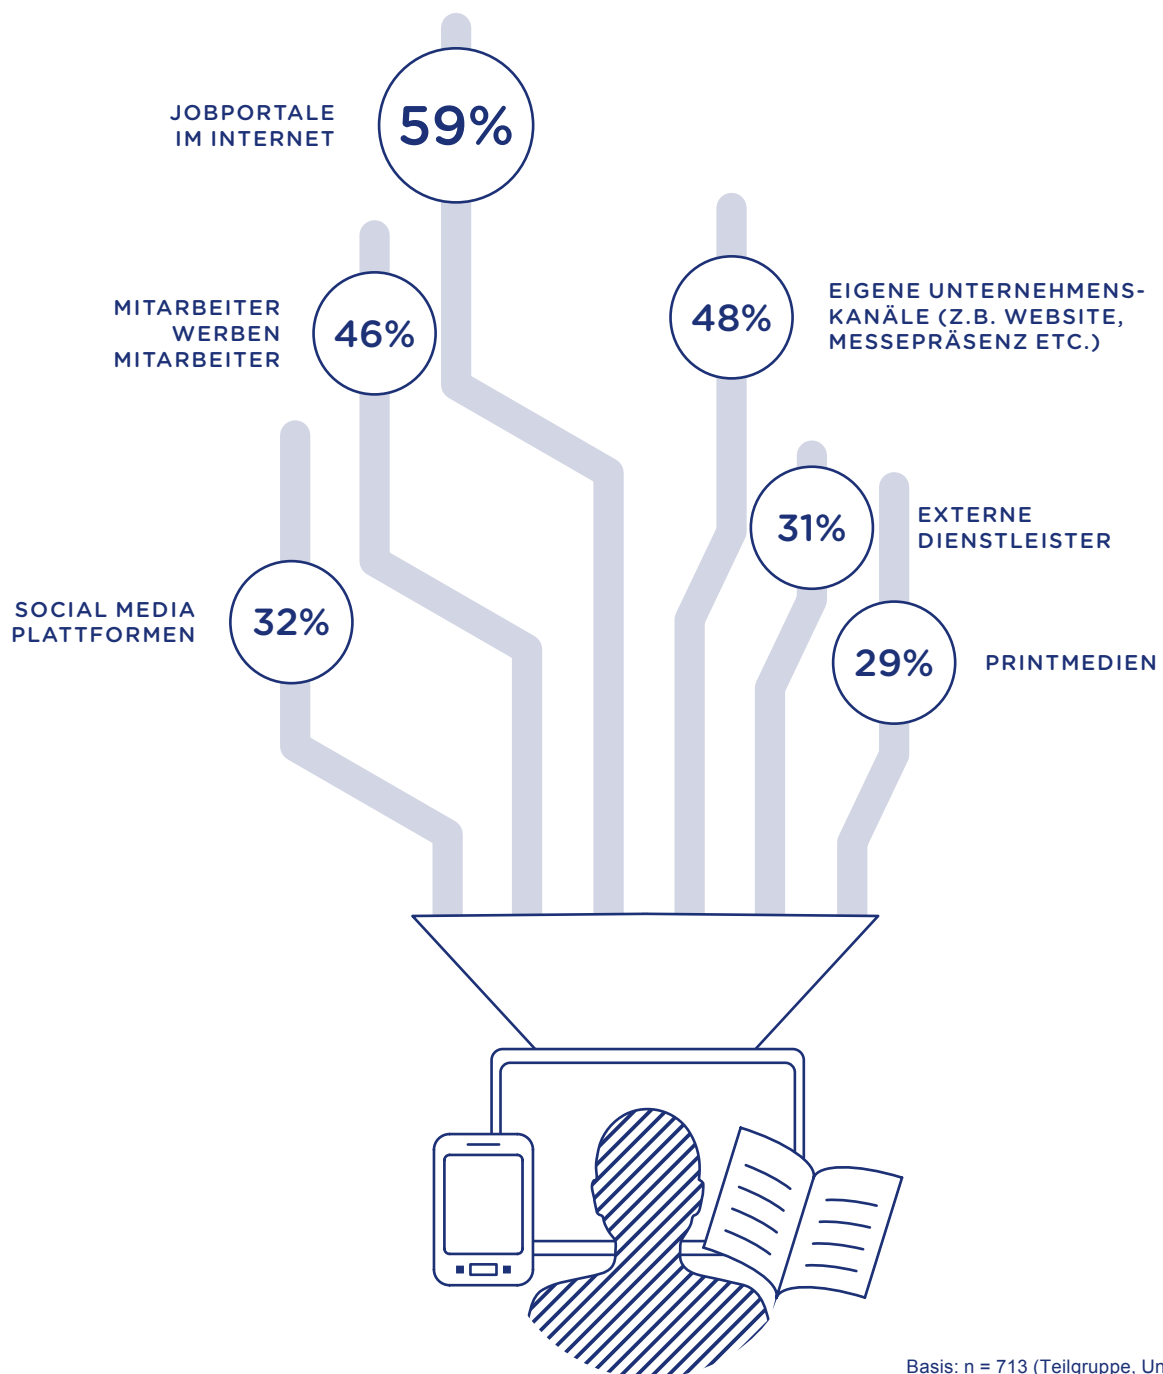 59%
JOBPORTALE
IM INTERNET
46%
MITARBEITER
WERBEN
MITARBEITER
48%
EIGENE UNTERNEHMENS-
KANÄLE (Z.B. WEBSITE,
MESSEPRÄSENZ ETC.)
31%
EXTERNE
DIENSTLEISTER
32%
SOCIAL MEDIA
PLATTFORMEN
29%
PRINTMEDIEN
Basis: n = 713 (Teilgruppe, Un